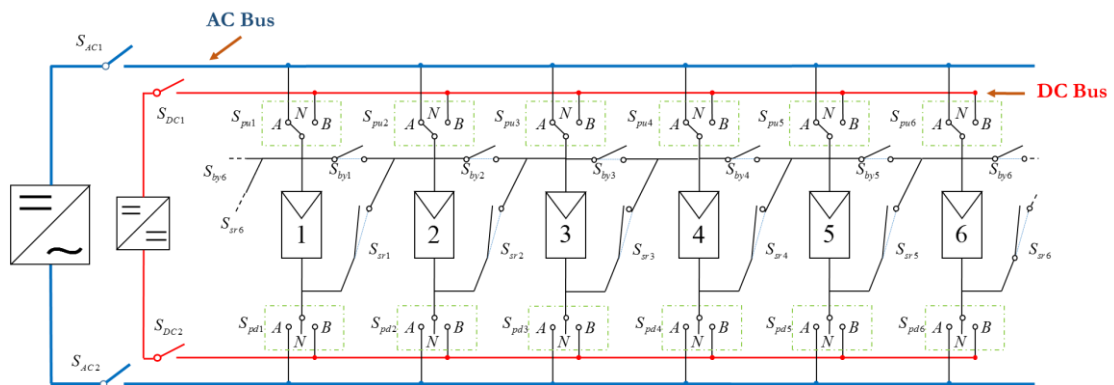 AC Bus
S_AC1
DC Bus
S_DC1
S_pu1 A N B
S_pu2 A N B
S_pu3 A N B
S_pu4 A N B
S_pu5 A N B
S_pu6 A N B
S_by6 S_by1 S_by2 S_by3 S_by4 S_by5 S_by6
S_sr6
1 2 3 4 5 6
S_sr1 S_sr2 S_sr3 S_sr4 S_sr5 S_sr6
S_pd1 A N B
S_pd2 A N B
S_pd3 A N B
S_pd4 A N B
S_pd5 A N B
S_pd6 A N B
S_DC2
S_AC2